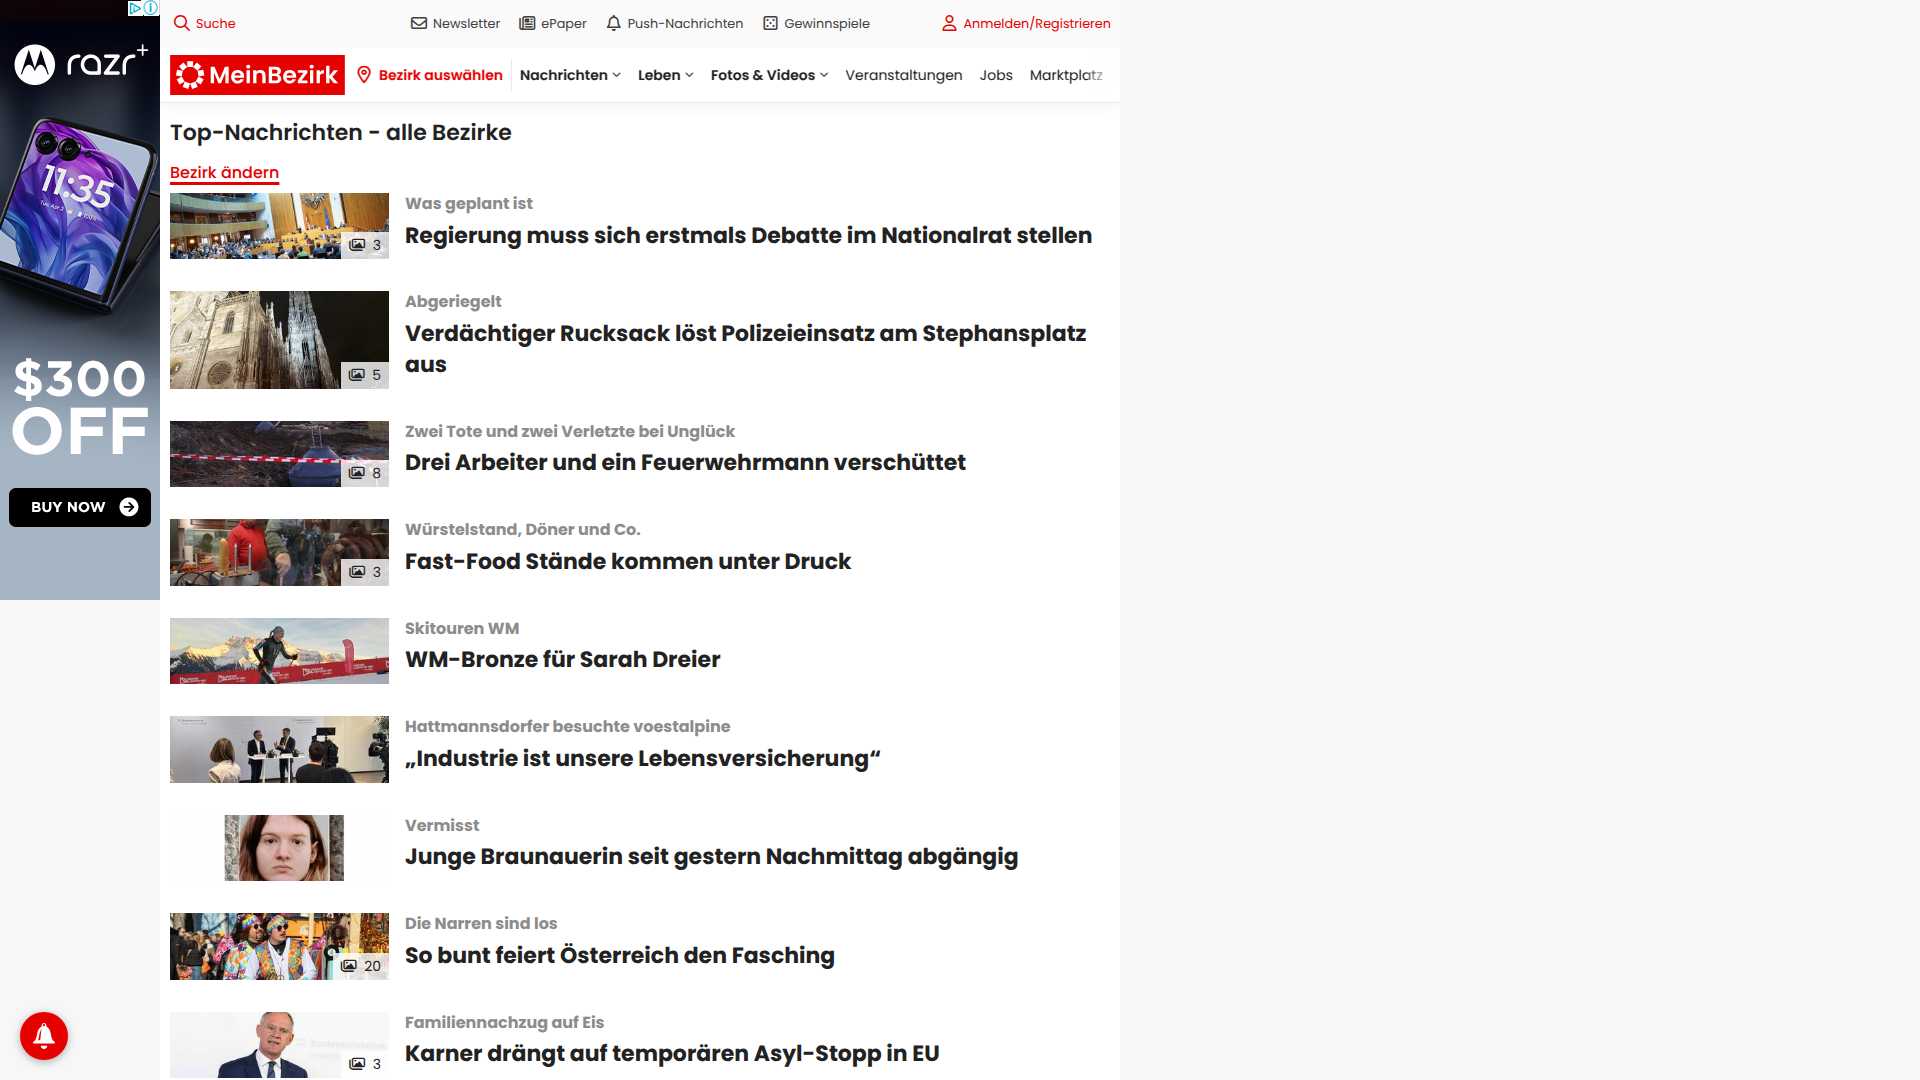 razr+
11:35
$300
OFF
BUY NOW
Suche
Newsletter
ePaper
Push-Nachrichten
Gewinnspiele
Anmelden/Registrieren
MeinBezirk
Bezirk auswählen
Nachrichten
Leben
Fotos & Videos
Veranstaltungen
Jobs
Marktplatz
Top-Nachrichten - alle Bezirke
Bezirk ändern
3
Was geplant ist
Regierung muss sich erstmals Debatte im Nationalrat stellen
5
Abgeriegelt
Verdächtiger Rucksack löst Polizeieinsatz am Stephansplatz
aus
8
Zwei Tote und zwei Verletzte bei Unglück
Drei Arbeiter und ein Feuerwehrmann verschüttet
3
Würstelstand, Döner und Co.
Fast-Food Stände kommen unter Druck
Skitouren WM
WM-Bronze für Sarah Dreier
Hattmannsdorfer besuchte voestalpine
„Industrie ist unsere Lebensversicherung“
Vermisst
Junge Braunauerin seit gestern Nachmittag abgängig
20
Die Narren sind los
So bunt feiert Österreich den Fasching
3
Familiennachzug auf Eis
Karner drängt auf temporären Asyl-Stopp in EU